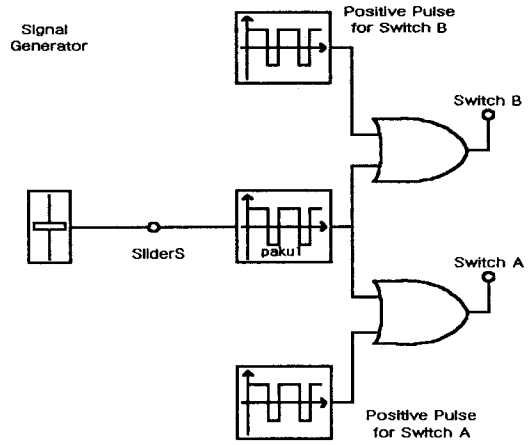 Signal
Generator
Positive Pulse
for Switch B
Switch B
SliderS
paku1
Switch A
Positive Pulse
for Switch A